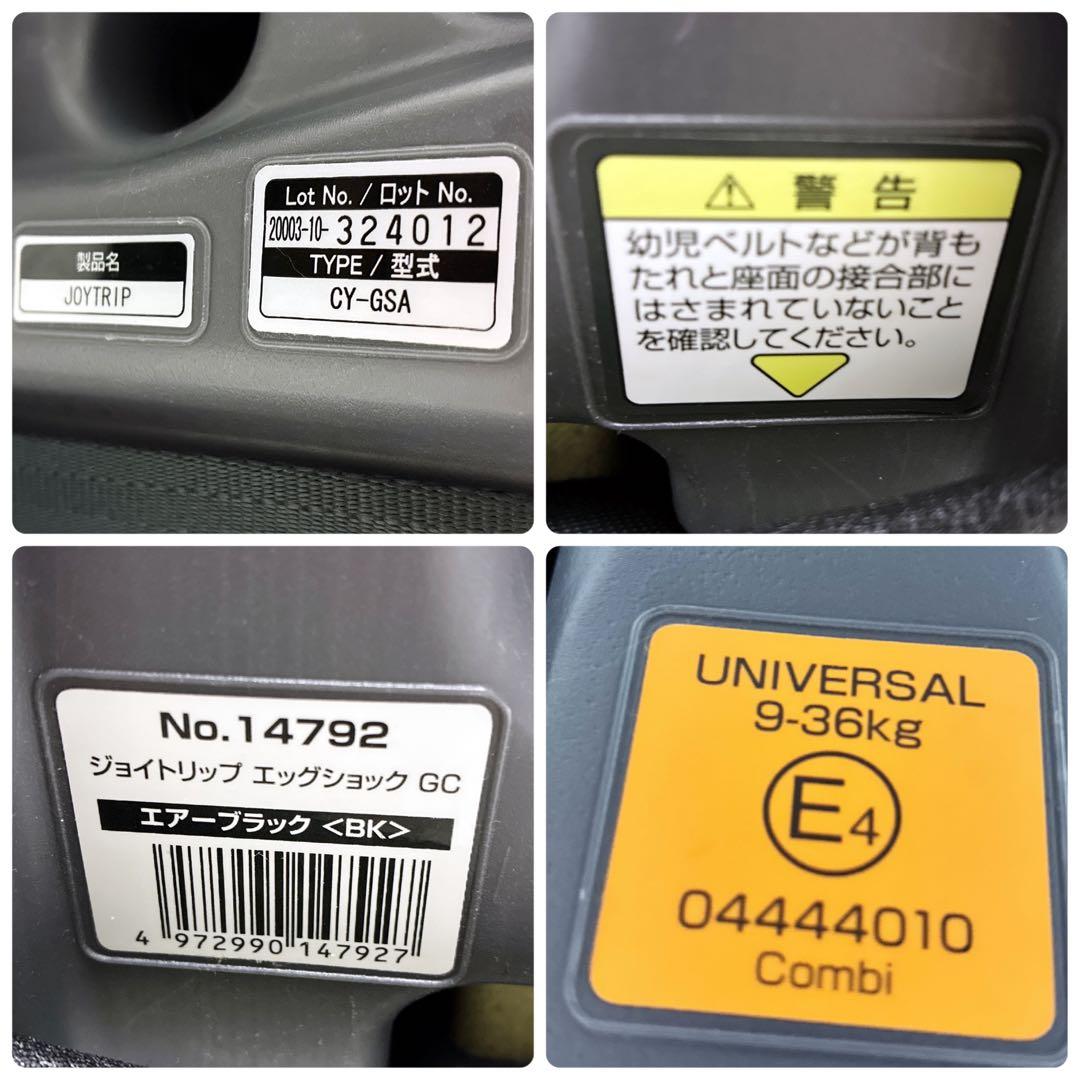 製品名
JOYTRIP
Lot No. / ロット No.
20003-10-324012
TYPE / 型式
CY-GSA
⚠ 警告
幼児ベルトなどが背も
たれと座面の接合部に
はさまれていないこと
を確認してください。
No.14792
ジョイトリップ エッグショック GC
エアーブラック <BK>
4 972990 147927
UNIVERSAL
9-36kg
E4
04444010
Combi